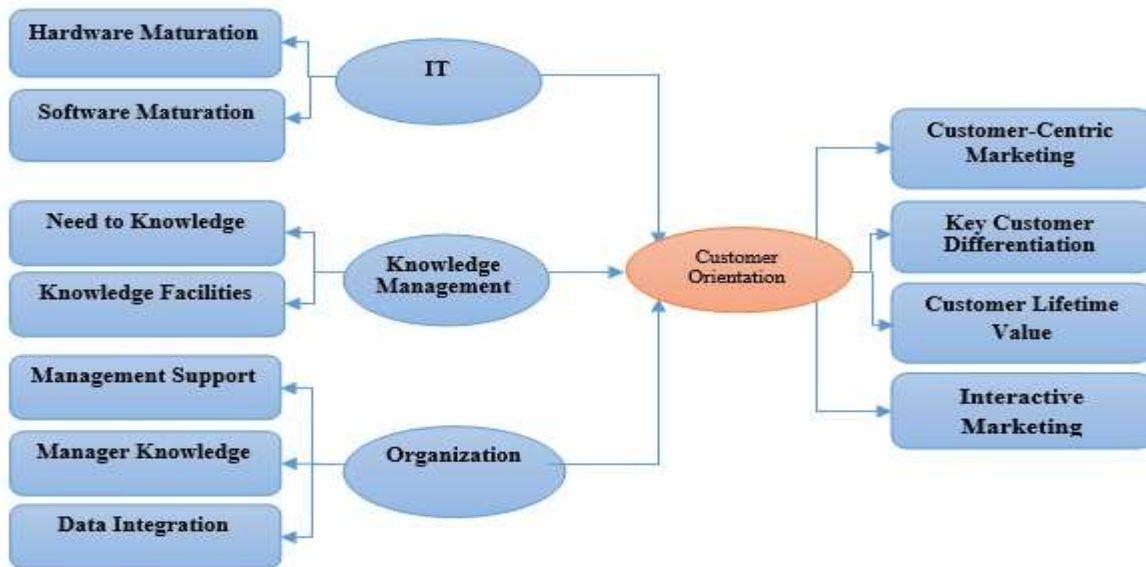 Hardware Maturation
Software Maturation
IT
Need to Knowledge
Knowledge Facilities
Knowledge
Management
Management Support
Manager Knowledge
Data Integration
Organization
Customer
Orientation
Customer-Centric
Marketing
Key Customer
Differentiation
Customer Lifetime
Value
Interactive
Marketing